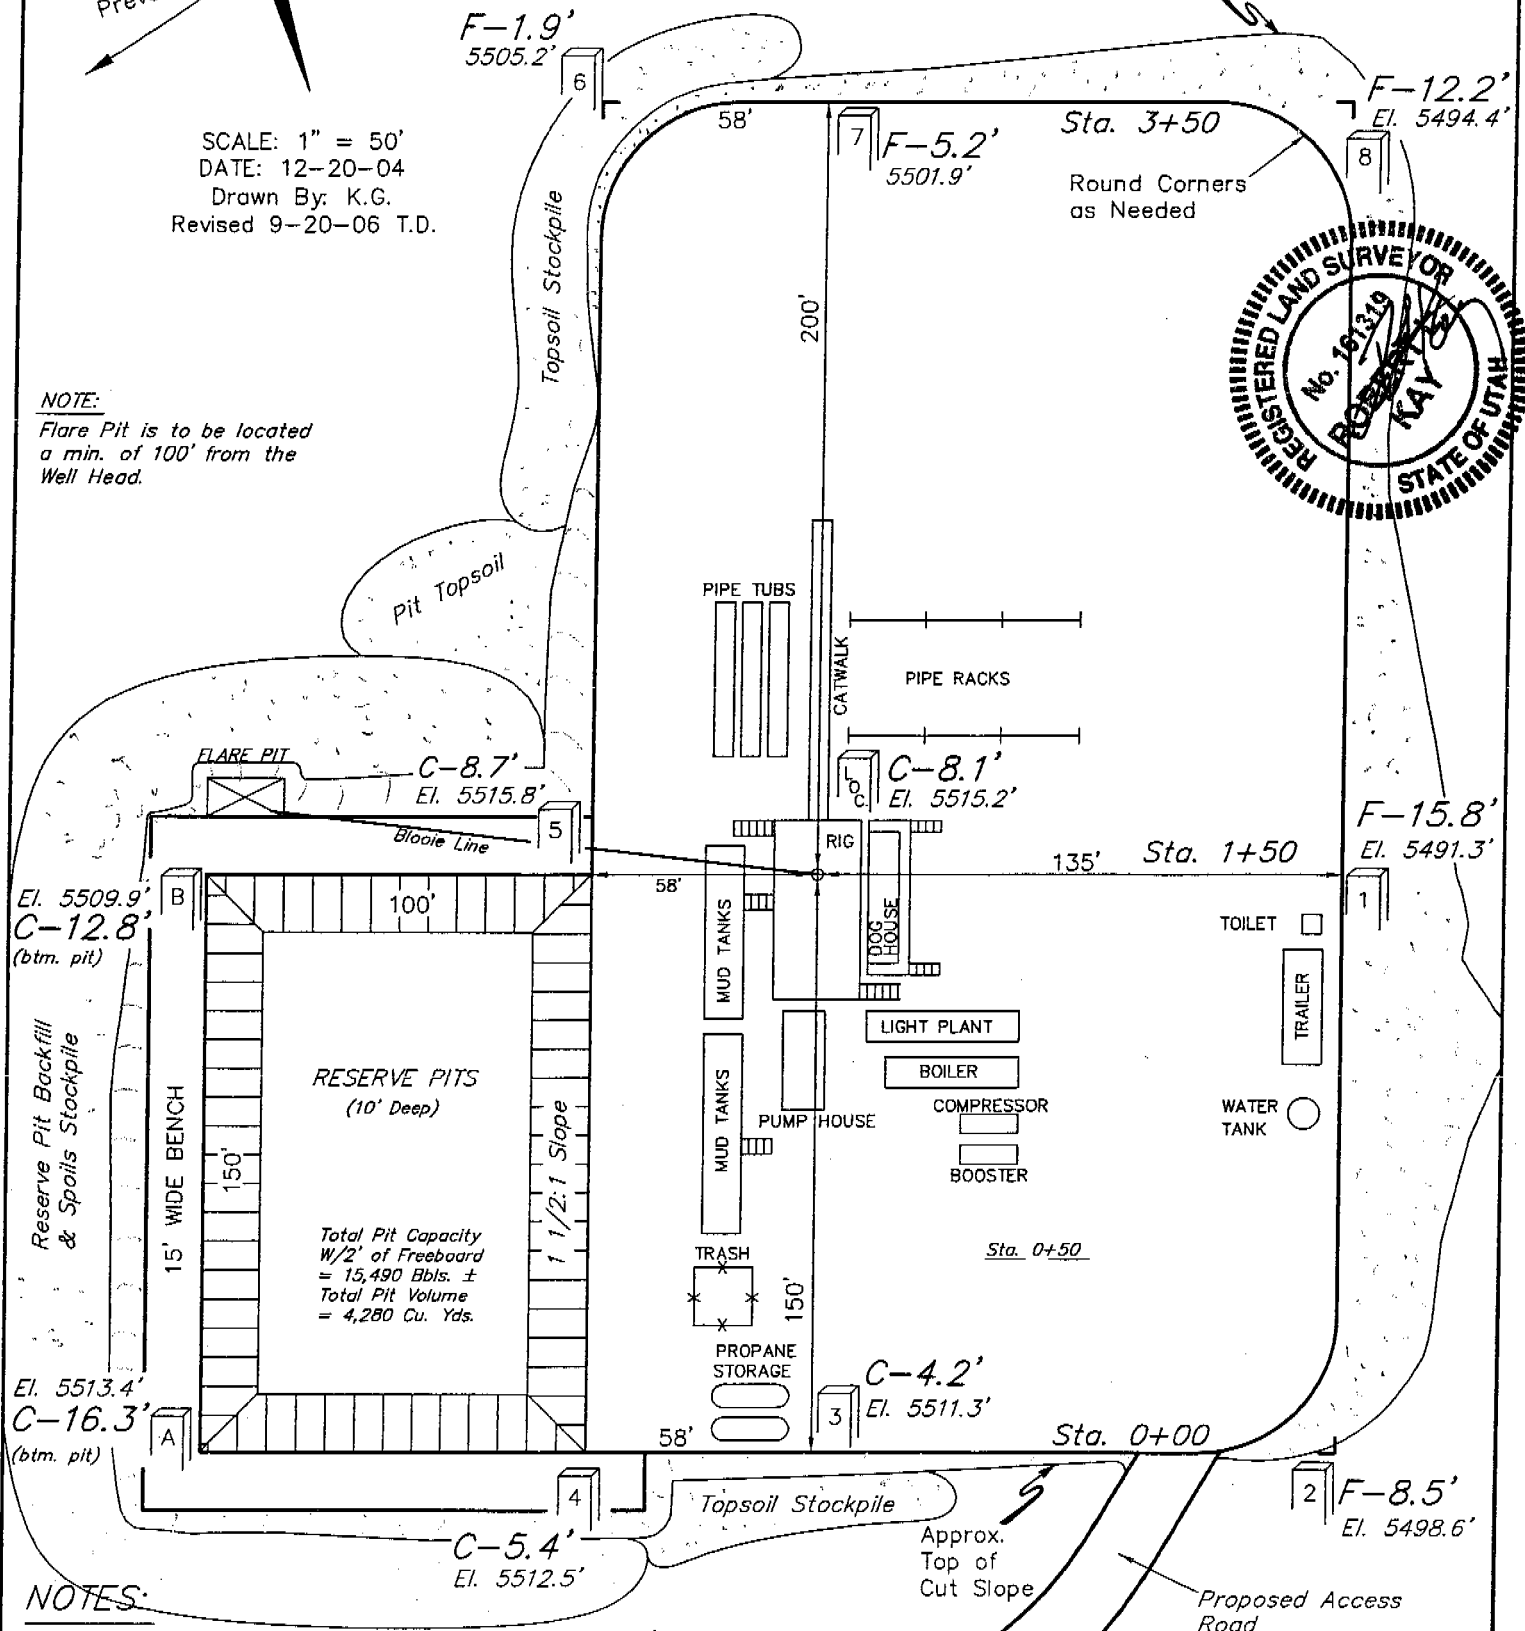 Prev
F-1.9'
5505.2'
6
SCALE: 1" = 50'
DATE: 12-20-04
Drawn By: K.G.
Revised 9-20-06 T.D.
58'
7
F-5.2'
5501.9'
Sta. 3+50
F-12.2'
El. 5494.4'
8
Round Corners
as Needed
REGISTERED LAND SURVEYOR
No. 161319
ROBERT
KAY
STATE OF UTAH
Topsoil Stockpile
200'
NOTE:
Flare Pit is to be located
a min. of 100' from the
Well Head.
Pit Topsoil
PIPE TUBS
CATWALK
PIPE RACKS
FLARE PIT
C-8.7'
El. 5515.8'
5
Blooie Line
LOC.
C-8.1'
El. 5515.2'
RIG
F-15.8'
El. 5491.3'
1
58'
135'
Sta. 1+50
El. 5509.9'
C-12.8'
(btm. pit)
B
100'
MUD TANKS
DOG
HOUSE
TOILET
TRAILER
LIGHT PLANT
BOILER
COMPRESSOR
BOOSTER
PUMP HOUSE
WATER
TANK
Reserve Pit Backfill
& Spoils Stockpile
15' WIDE BENCH
150'
RESERVE PITS
(10' Deep)
1 1/2:1 Slope
MUD TANKS
Total Pit Capacity
W/2' of Freeboard
= 15,490 Bbls. ±
Total Pit Volume
= 4,280 Cu. Yds.
TRASH
Sta. 0+50
150'
PROPANE
STORAGE
El. 5513.4'
C-16.3'
(btm. pit)
A
58'
3
C-4.2'
El. 5511.3'
Sta. 0+00
4
C-5.4'
El. 5512.5'
Topsoil Stockpile
Approx.
Top of
Cut Slope
2
F-8.5'
El. 5498.6'
Proposed Access
Road
NOTES: